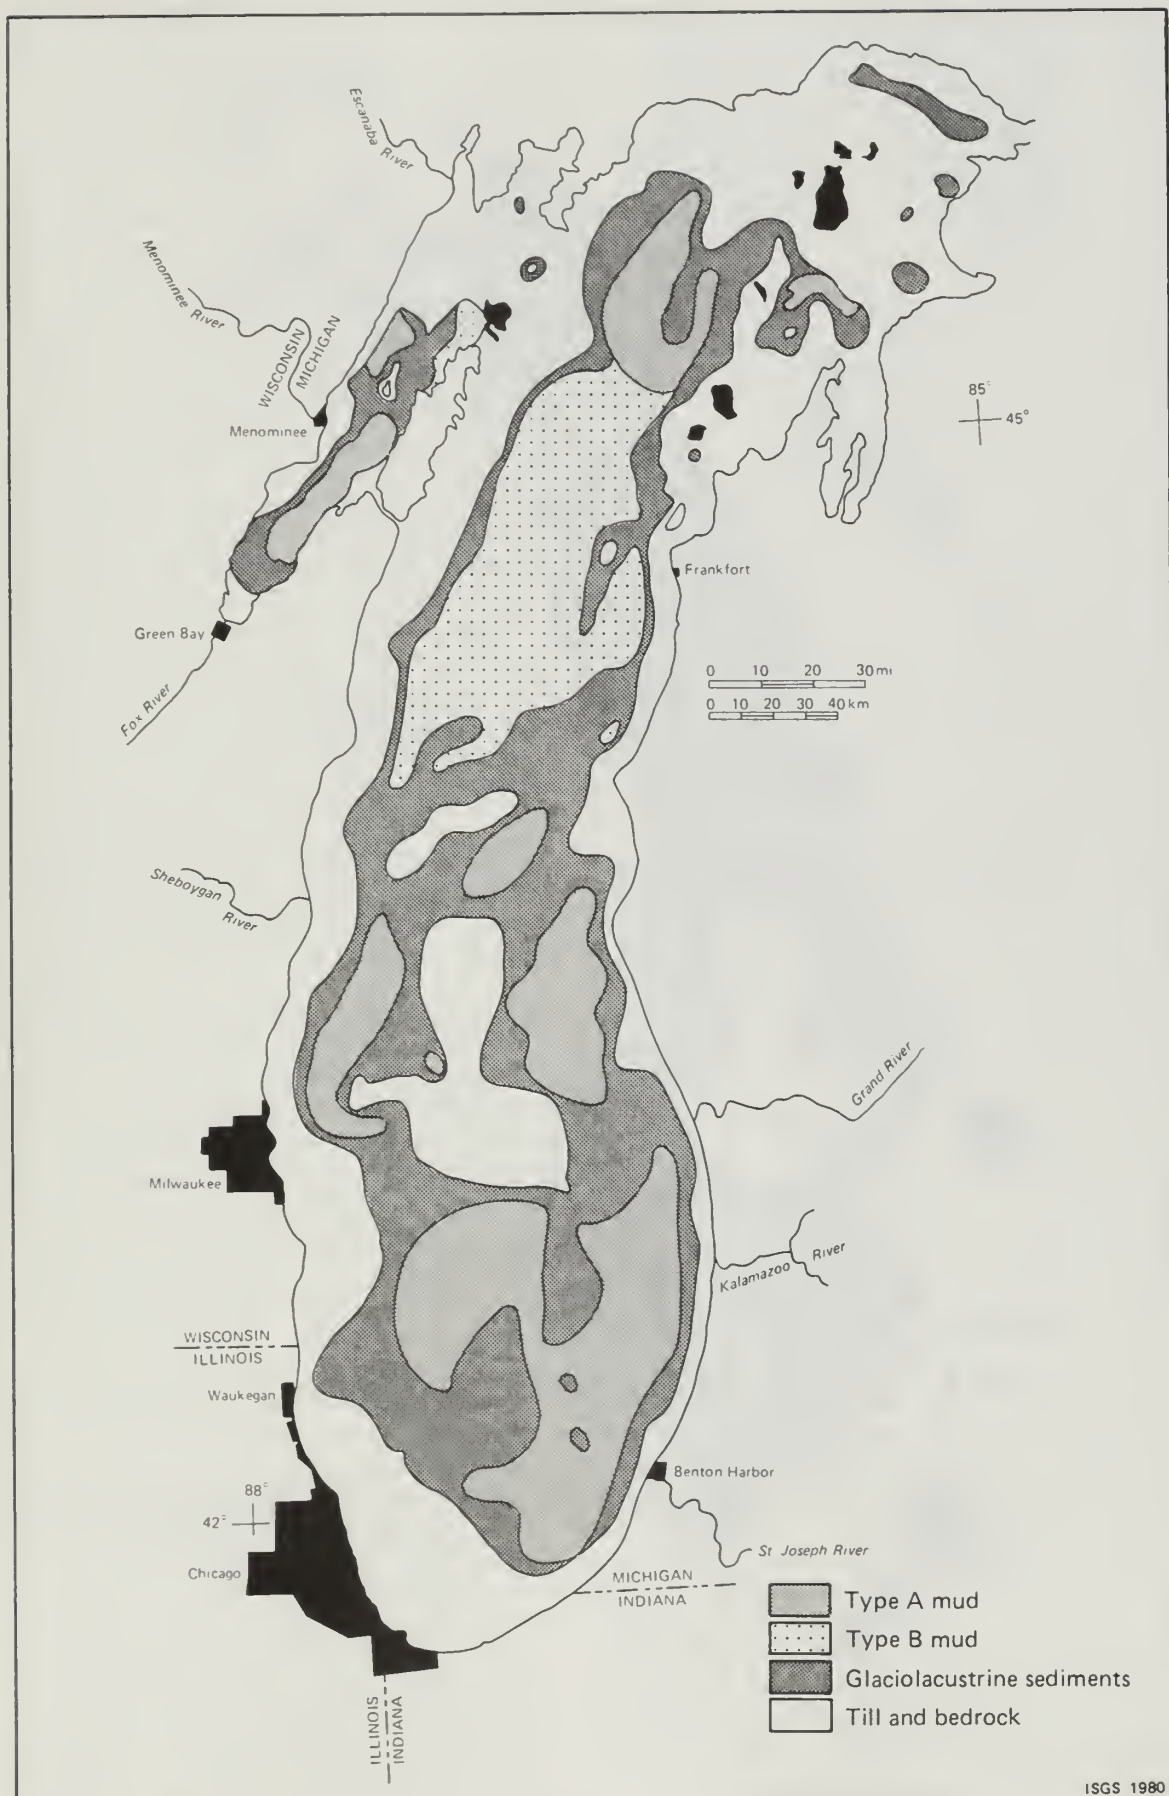 Escanaba
River
Menominee River
WISCONSIN
MICHIGAN
Menominee
85°
45°
Frankfort
Green Bay
Fox River
0 10 20 30 mi
0 10 20 30 40 km
Sheboygan
River
Grand River
Milwaukee
Kalamazoo River
WISCONSIN
ILLINOIS
Waukegan
88°
42°
Chicago
Benton Harbor
St Joseph River
MICHIGAN
INDIANA
ILLINOIS
INDIANA
Type A mud
Type B mud
Glaciolacustrine sediments
Till and bedrock
ISGS 1980